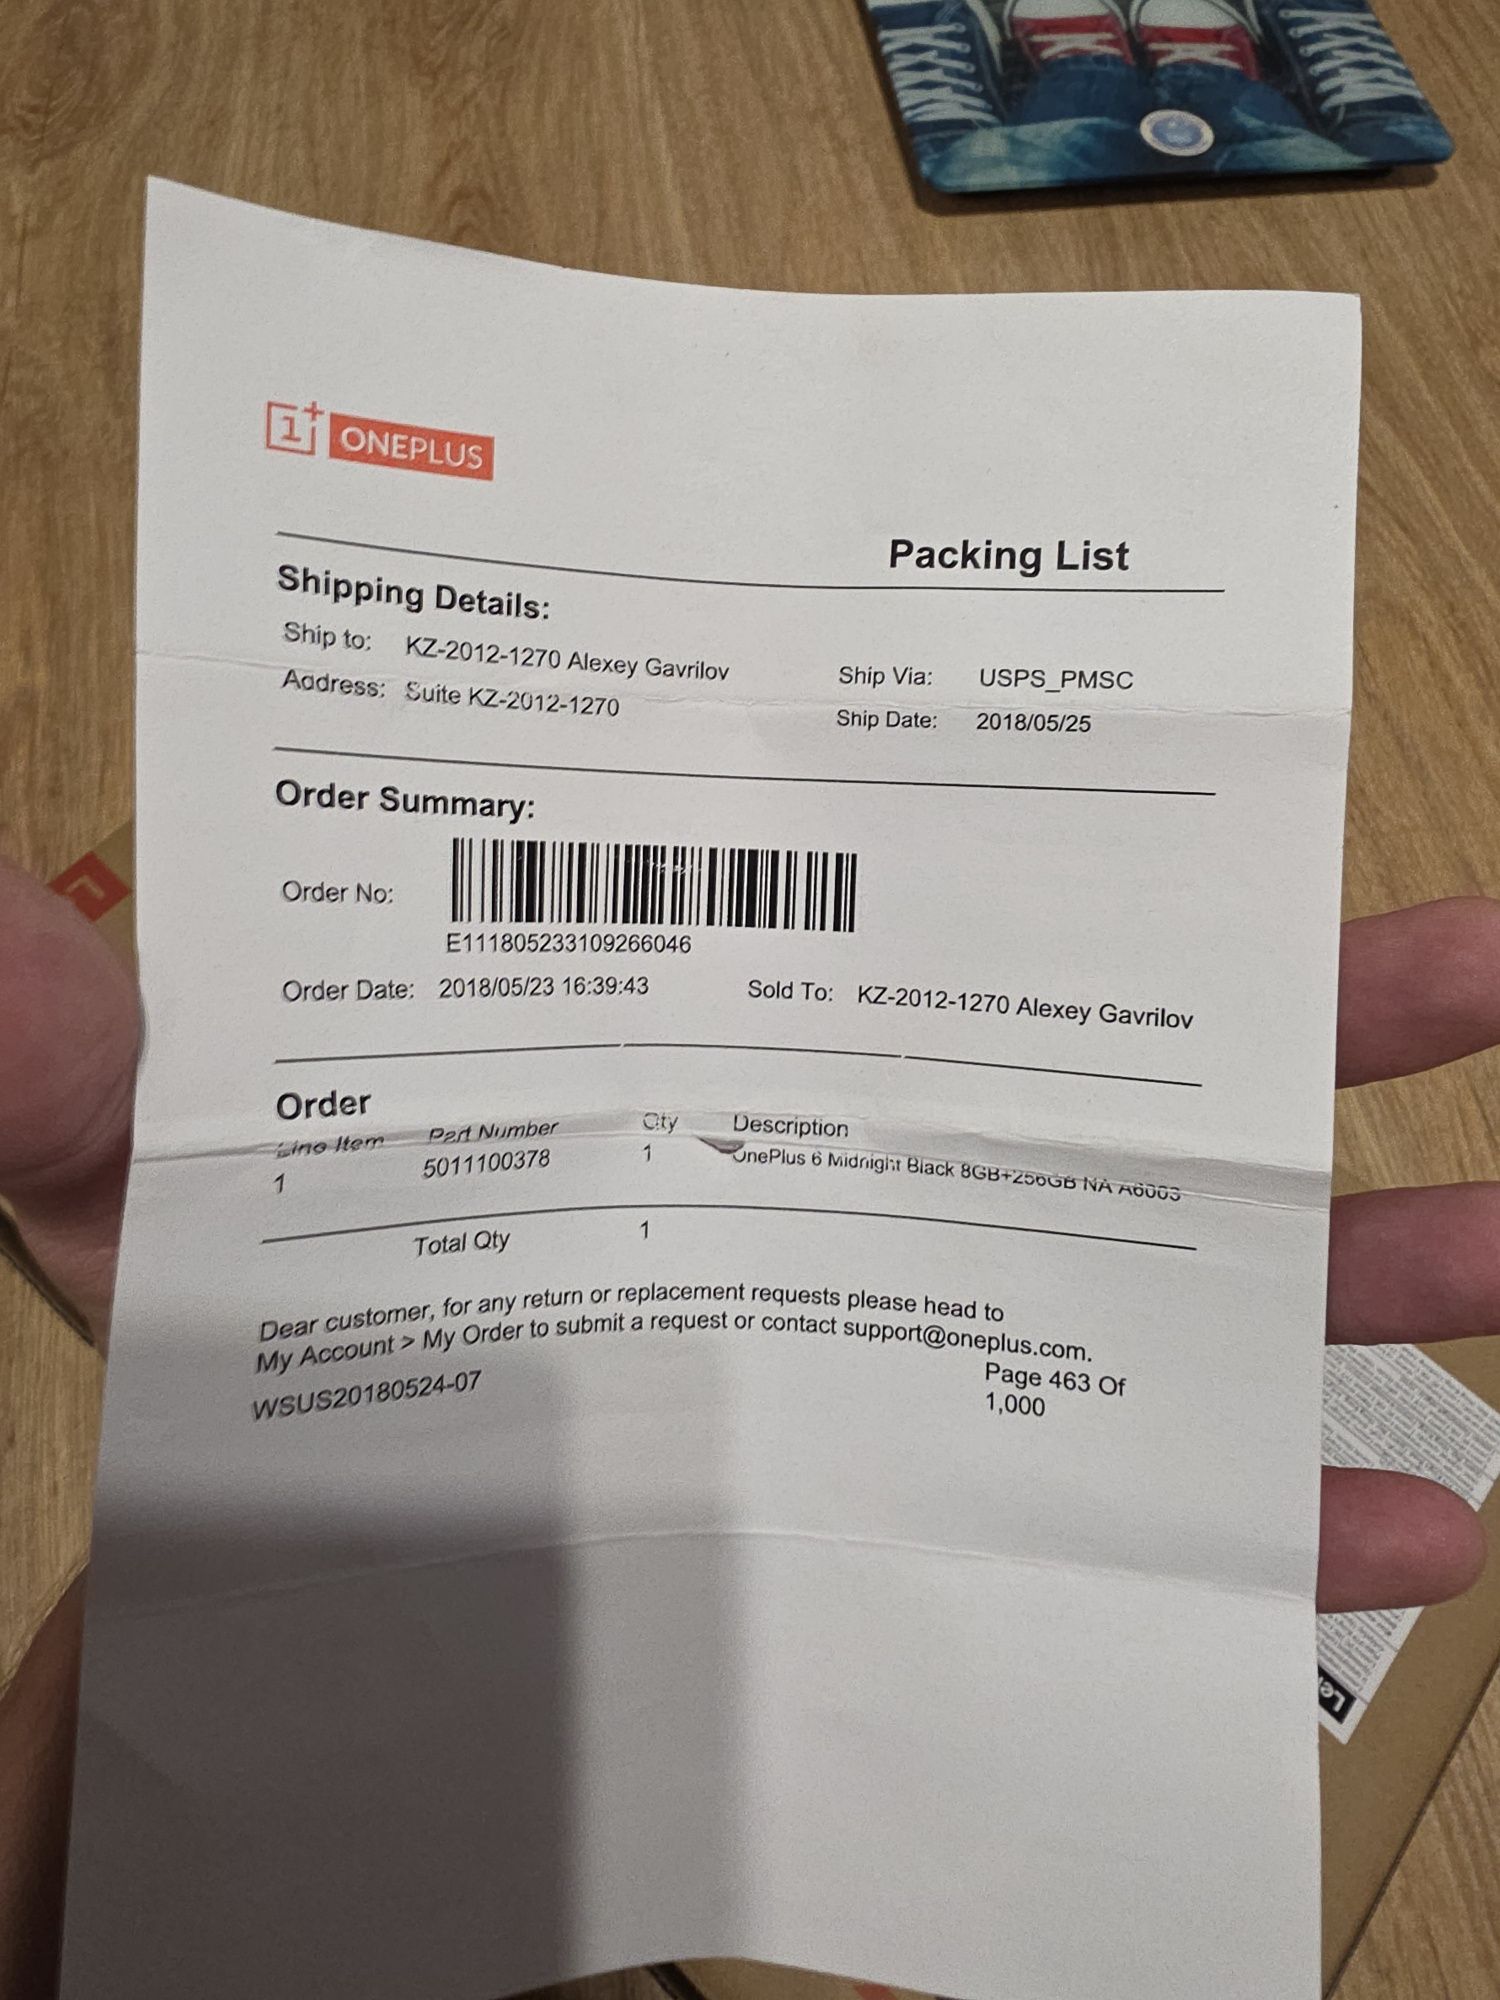 1+ ONEPLUS
Packing List
Shipping Details:
Ship to: KZ-2012-1270 Alexey Gavrilov
Address: Suite KZ-2012-1270
Ship Via: USPS_PMSC
Ship Date: 2018/05/25
Order Summary:
Order No:
E111805233109266046
Order Date: 2018/05/23 16:39:43 Sold To: KZ-2012-1270 Alexey Gavrilov
Order
Line Item Part Number Qty Description
1 5011100378 1 OnePlus 6 Midnight Black 8GB+256GB NA A6003
Total Qty 1
Dear customer, for any return or replacement requests please head to
My Account > My Order to submit a request or contact support@oneplus.com.
WSUS20180524-07
Page 463 Of
1,000